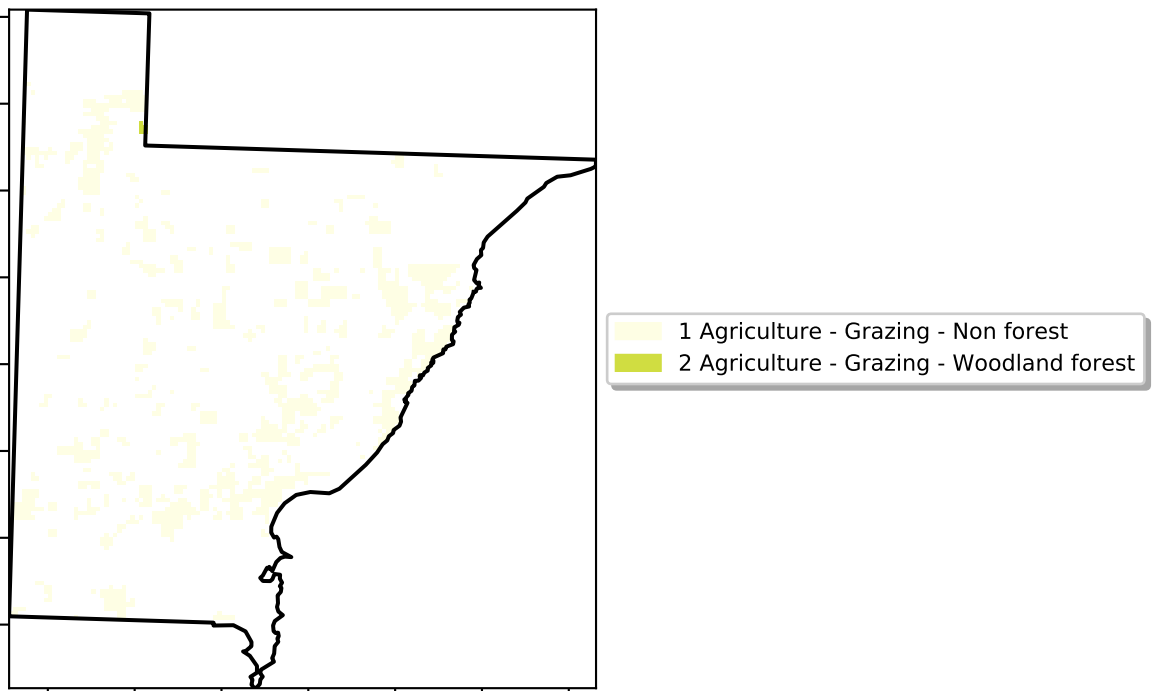 1 Agriculture - Grazing - Non forest
2 Agriculture - Grazing - Woodland forest